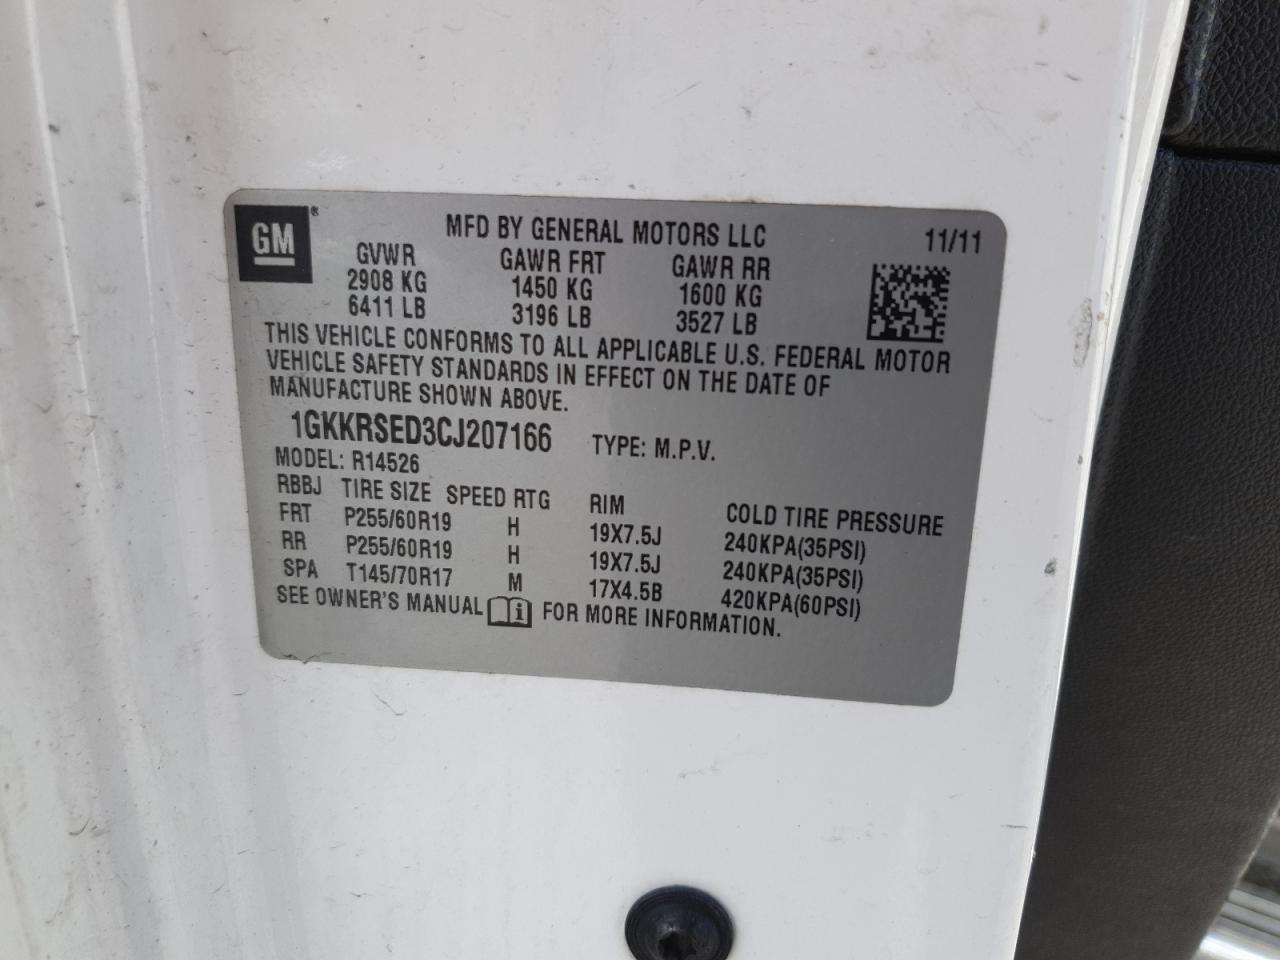 GM®
MFD BY GENERAL MOTORS LLC 11/11
GVWR GAWR FRT GAWR RR
2908 KG 1450 KG 1600 KG
6411 LB 3196 LB 3527 LB
THIS VEHICLE CONFORMS TO ALL APPLICABLE U.S. FEDERAL MOTOR
VEHICLE SAFETY STANDARDS IN EFFECT ON THE DATE OF
MANUFACTURE SHOWN ABOVE.
1GKKRSED3CJ207166 TYPE: M.P.V.
MODEL: R14526
RBBJ TIRE SIZE SPEED RTG RIM COLD TIRE PRESSURE
FRT P255/60R19 H 19X7.5J 240KPA(35PSI)
RR P255/60R19 H 19X7.5J 240KPA(35PSI)
SPA T145/70R17 M 17X4.5B 420KPA(60PSI)
SEE OWNER'S MANUAL FOR MORE INFORMATION.